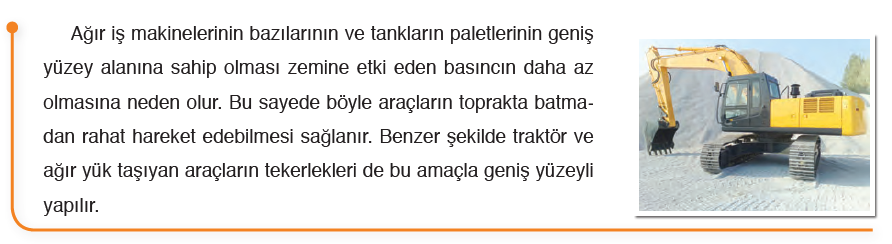 Ağır iş makinelerinin bazılarının ve tankların paletlerinin geniş
yüzey alanına sahip olması zemine etki eden basıncın daha az
olmasına neden olur. Bu sayede böyle araçların toprakta batma-
dan rahat hareket edebilmesi sağlanır. Benzer şekilde traktör ve
ağır yük taşıyan araçların tekerlekleri de bu amaçla geniş yüzeyli
yapılır.